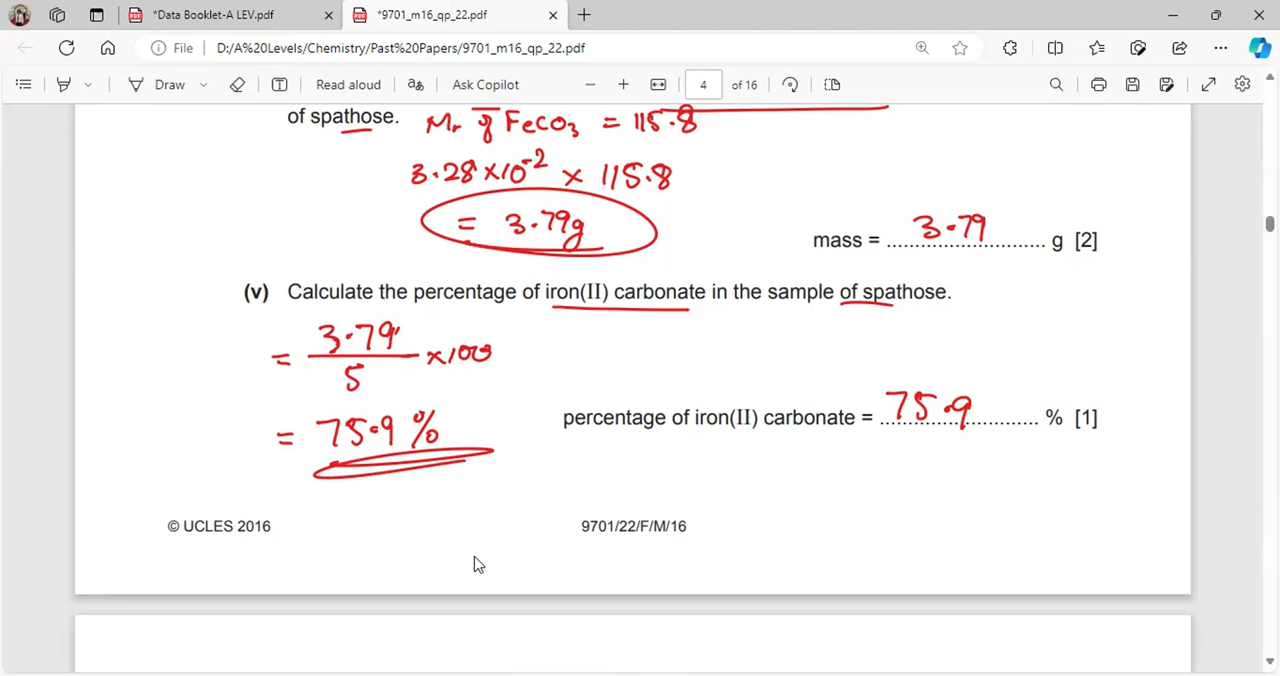 *Data Booklet-A LEV.pdf
*9701_m16_qp_22.pdf
File D:/A%20Levels/Chemistry/Past%20Papers/9701_m16_qp_22.pdf
Draw Read aloud aあ Ask Copilot 4 of 16
of spathose. Mr of FeCO3 = 115.8
3.28 × 10^-2 × 115.8
= 3.79g
mass = 3.79 g [2]
(v) Calculate the percentage of iron(II) carbonate in the sample of spathose.
= 3.79 / 5 × 100
= 75.9 %
percentage of iron(II) carbonate = 75.9 % [1]
© UCLES 2016 9701/22/F/M/16